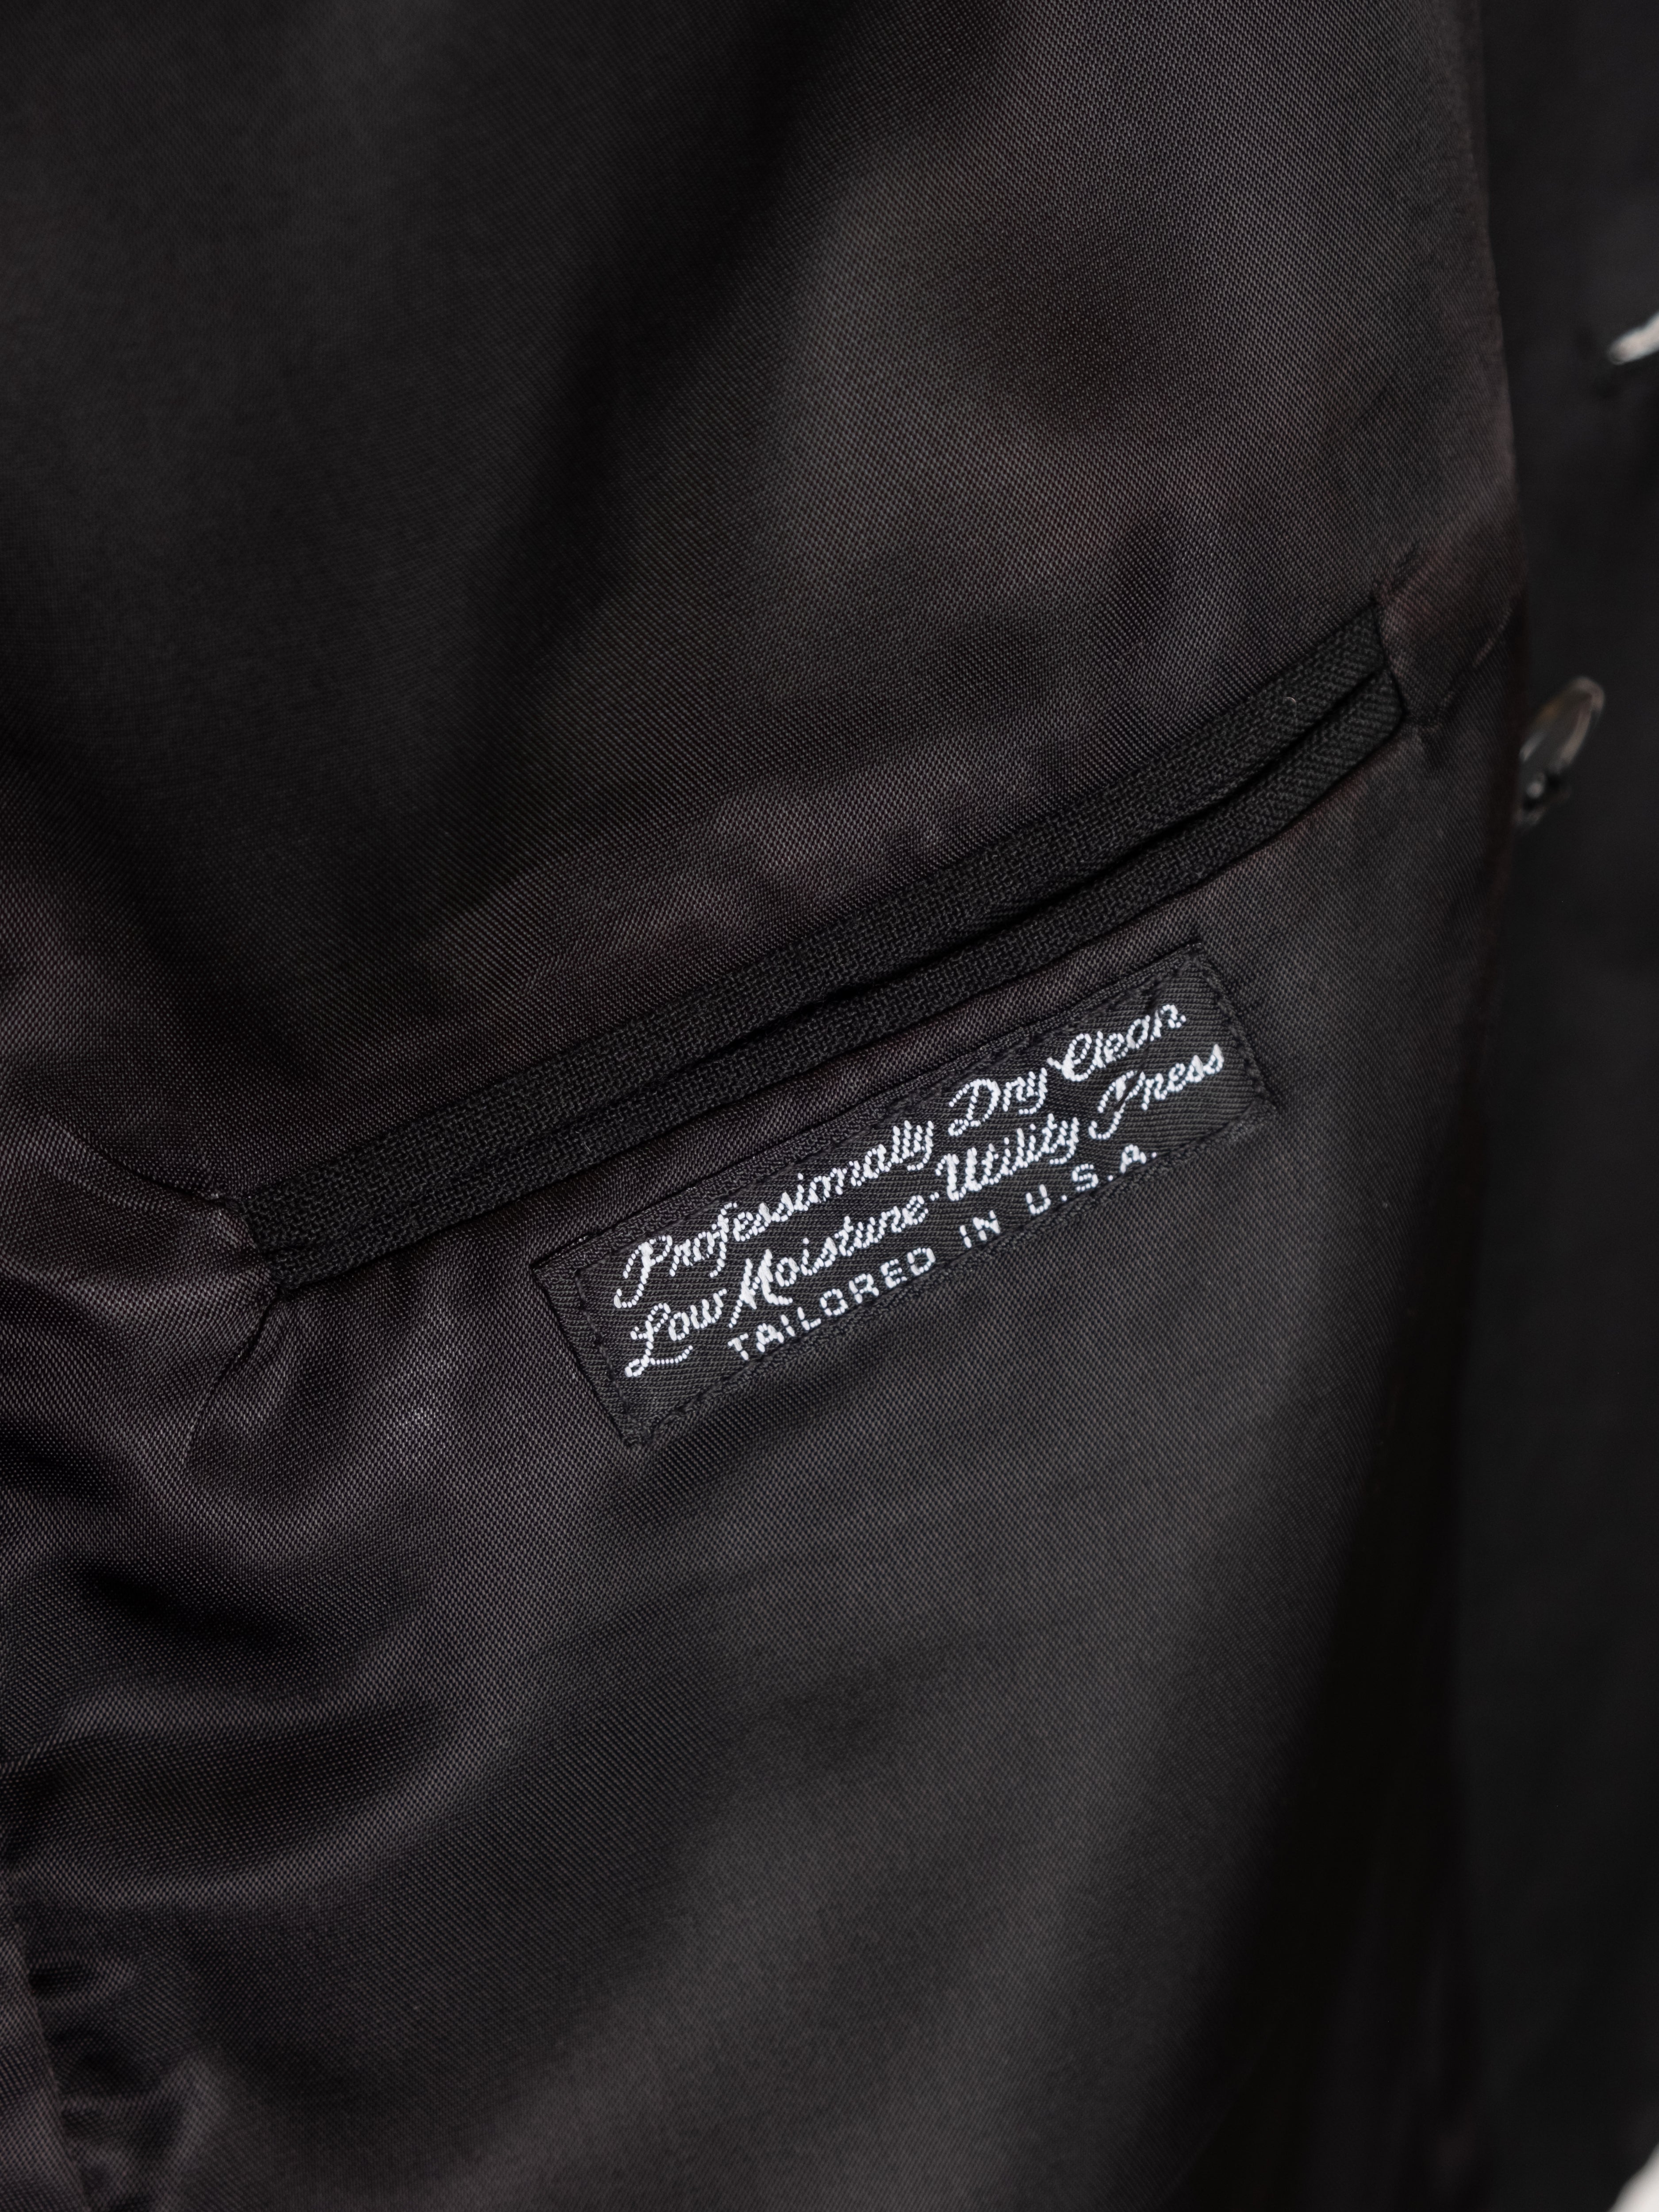 Professionally Dry Clean
Low Moisture-Utility Press
TAILORED IN U.S.A.